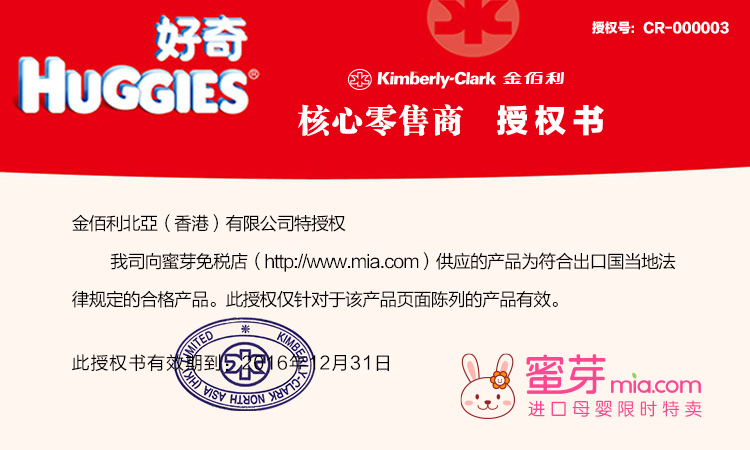 好奇
HUGGIES®
授权号：CR-000003
Kimberly-Clark 金佰利
核心零售商 授权书
金佰利北亞（香港）有限公司特授权
我司向蜜芽免税店（http://www.mia.com）供应的产品为符合出口国当地法
律规定的合格产品。此授权仅针对于该产品页面陈列的产品有效。
此授权书有效期到：2016年12月31日
KIMBERLY-CLARK NORTH ASIA (HK) LIMITED
蜜芽 mia.com
进口母婴限时特卖